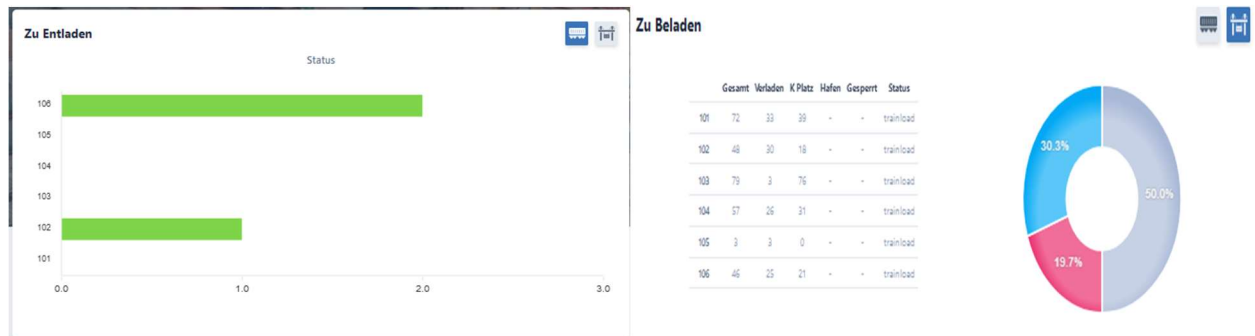 Zu Entladen
Status
106
105
104
103
102
101
0.0 1.0 2.0 3.0
Zu Beladen
Gesamt Verladen K Platz Hafen Gesperrt Status
101 72 33 39 - - trainload
102 48 30 18 - - trainload
103 79 3 76 - - trainload
104 57 26 31 - - trainload
105 3 3 0 - - trainload
106 46 25 21 - - trainload
30.3%
50.0%
19.7%